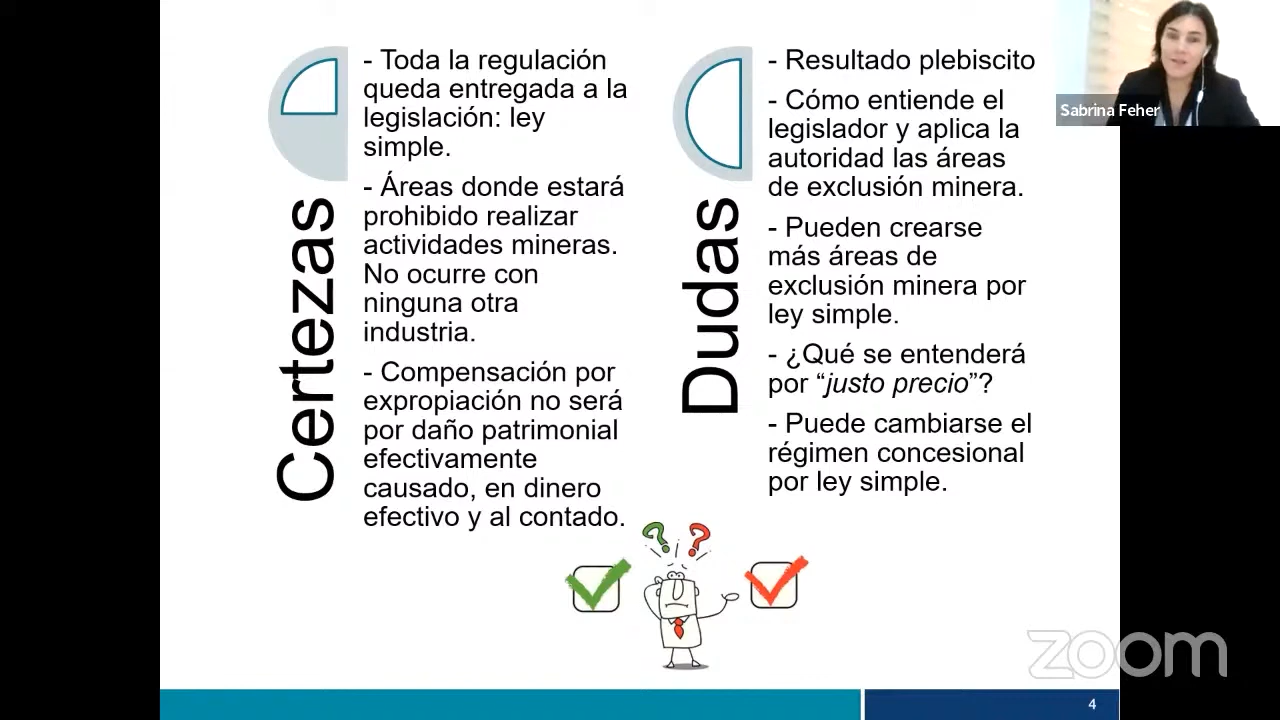 Certezas
- Toda la regulación
queda entregada a la
legislación: ley
simple.
- Áreas donde estará
prohibido realizar
actividades mineras.
No ocurre con
ninguna otra
industria.
- Compensación por
expropiación no será
por daño patrimonial
efectivamente
causado, en dinero
efectivo y al contado.
Dudas
- Resultado plebiscito
- Cómo entiende el
legislador y aplica la
autoridad las áreas
de exclusión minera.
- Pueden crearse
más áreas de
exclusión minera por
ley simple.
- ¿Qué se entenderá
por “justo precio”?
- Puede cambiarse el
régimen concesional
por ley simple.
Sabrina Feher
? ?
zoom
4